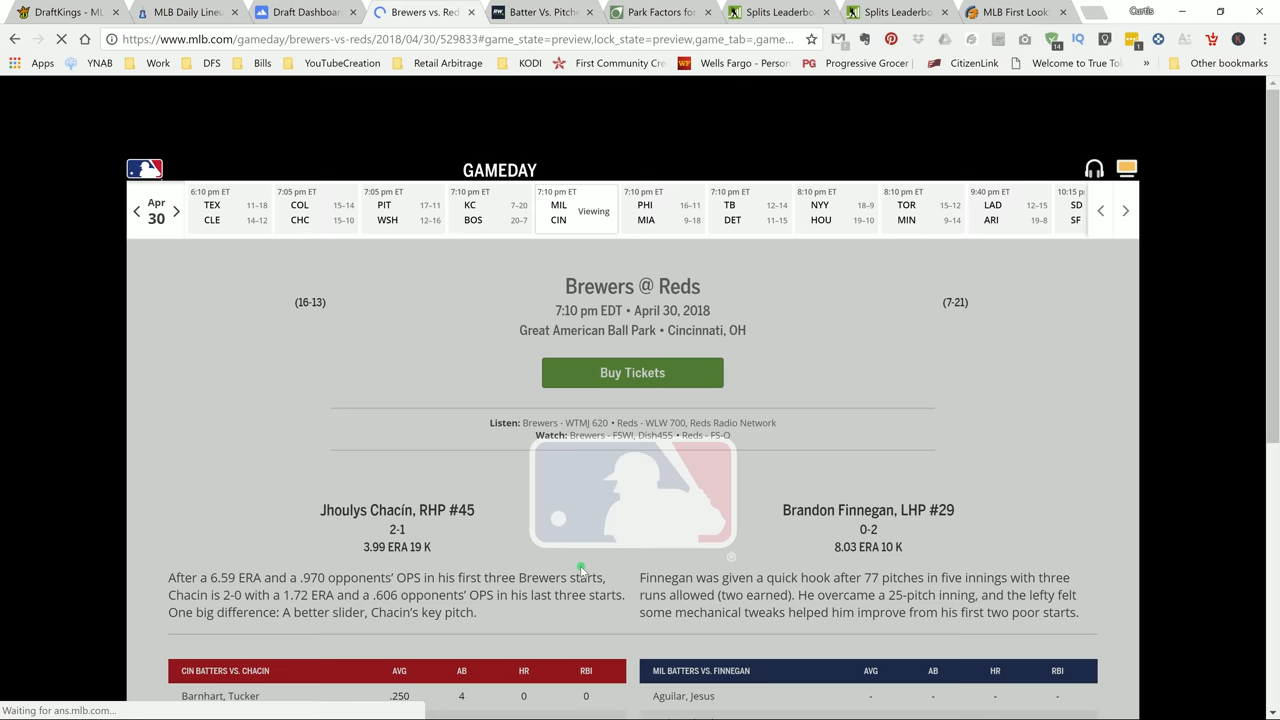 DraftKings - ML
MLB Daily Lineu
Draft Dashboard
Brewers vs. Red
Batter Vs. Pitch
Park Factors for
Splits Leaderbo
Splits Leaderbo
MLB First Look
Curtis
https://www.mlb.com/gameday/brewers-vs-reds/2018/04/30/529833#game_state=preview,lock_state=preview,game_tab=,game...
Apps YNAB Work DFS Bills YouTubeCreation Retail Arbitrage KODI First Community Cre Wells Fargo - Person Progressive Grocer | CitizenLink Welcome to True Tol » Other bookmarks
GAMEDAY
Apr
30
6:10 pm ET
TEX 11-18
CLE 14-12
7:05 pm ET
COL 15-14
CHC 15-10
7:05 pm ET
PIT 17-11
WSH 12-16
7:10 pm ET
KC 7-20
BOS 20-7
7:10 pm ET
MIL
CIN
Viewing
7:10 pm ET
PHI 16-11
MIA 9-18
7:10 pm ET
TB 12-14
DET 11-15
8:10 pm ET
NYY 18-9
HOU 19-10
8:10 pm ET
TOR 15-12
MIN 9-14
9:40 pm ET
LAD 12-15
ARI 19-8
10:15 p
SD
SF
Brewers @ Reds
(16-13)
(7-21)
7:10 pm EDT • April 30, 2018
Great American Ball Park • Cincinnati, OH
Buy Tickets
Listen: Brewers - WTMJ 620 • Reds - WLW 700, Reds Radio Network
Watch: Brewers - FSWI, Dish455 • Reds - FS-O
Jhoulys Chacín, RHP #45
2-1
3.99 ERA 19 K
After a 6.59 ERA and a .970 opponents' OPS in his first three Brewers starts,
Chacin is 2-0 with a 1.72 ERA and a .606 opponents' OPS in his last three starts.
One big difference: A better slider, Chacin's key pitch.
Brandon Finnegan, LHP #29
0-2
8.03 ERA 10 K
Finnegan was given a quick hook after 77 pitches in five innings with three
runs allowed (two earned). He overcame a 25-pitch inning, and the lefty felt
some mechanical tweaks helped him improve from his first two poor starts.
CIN BATTERS VS. CHACIN AVG AB HR RBI
Barnhart, Tucker .250 4 0 0
MIL BATTERS VS. FINNEGAN AVG AB HR RBI
Aguilar, Jesus - - - -
Waiting for ans.mlb.com...